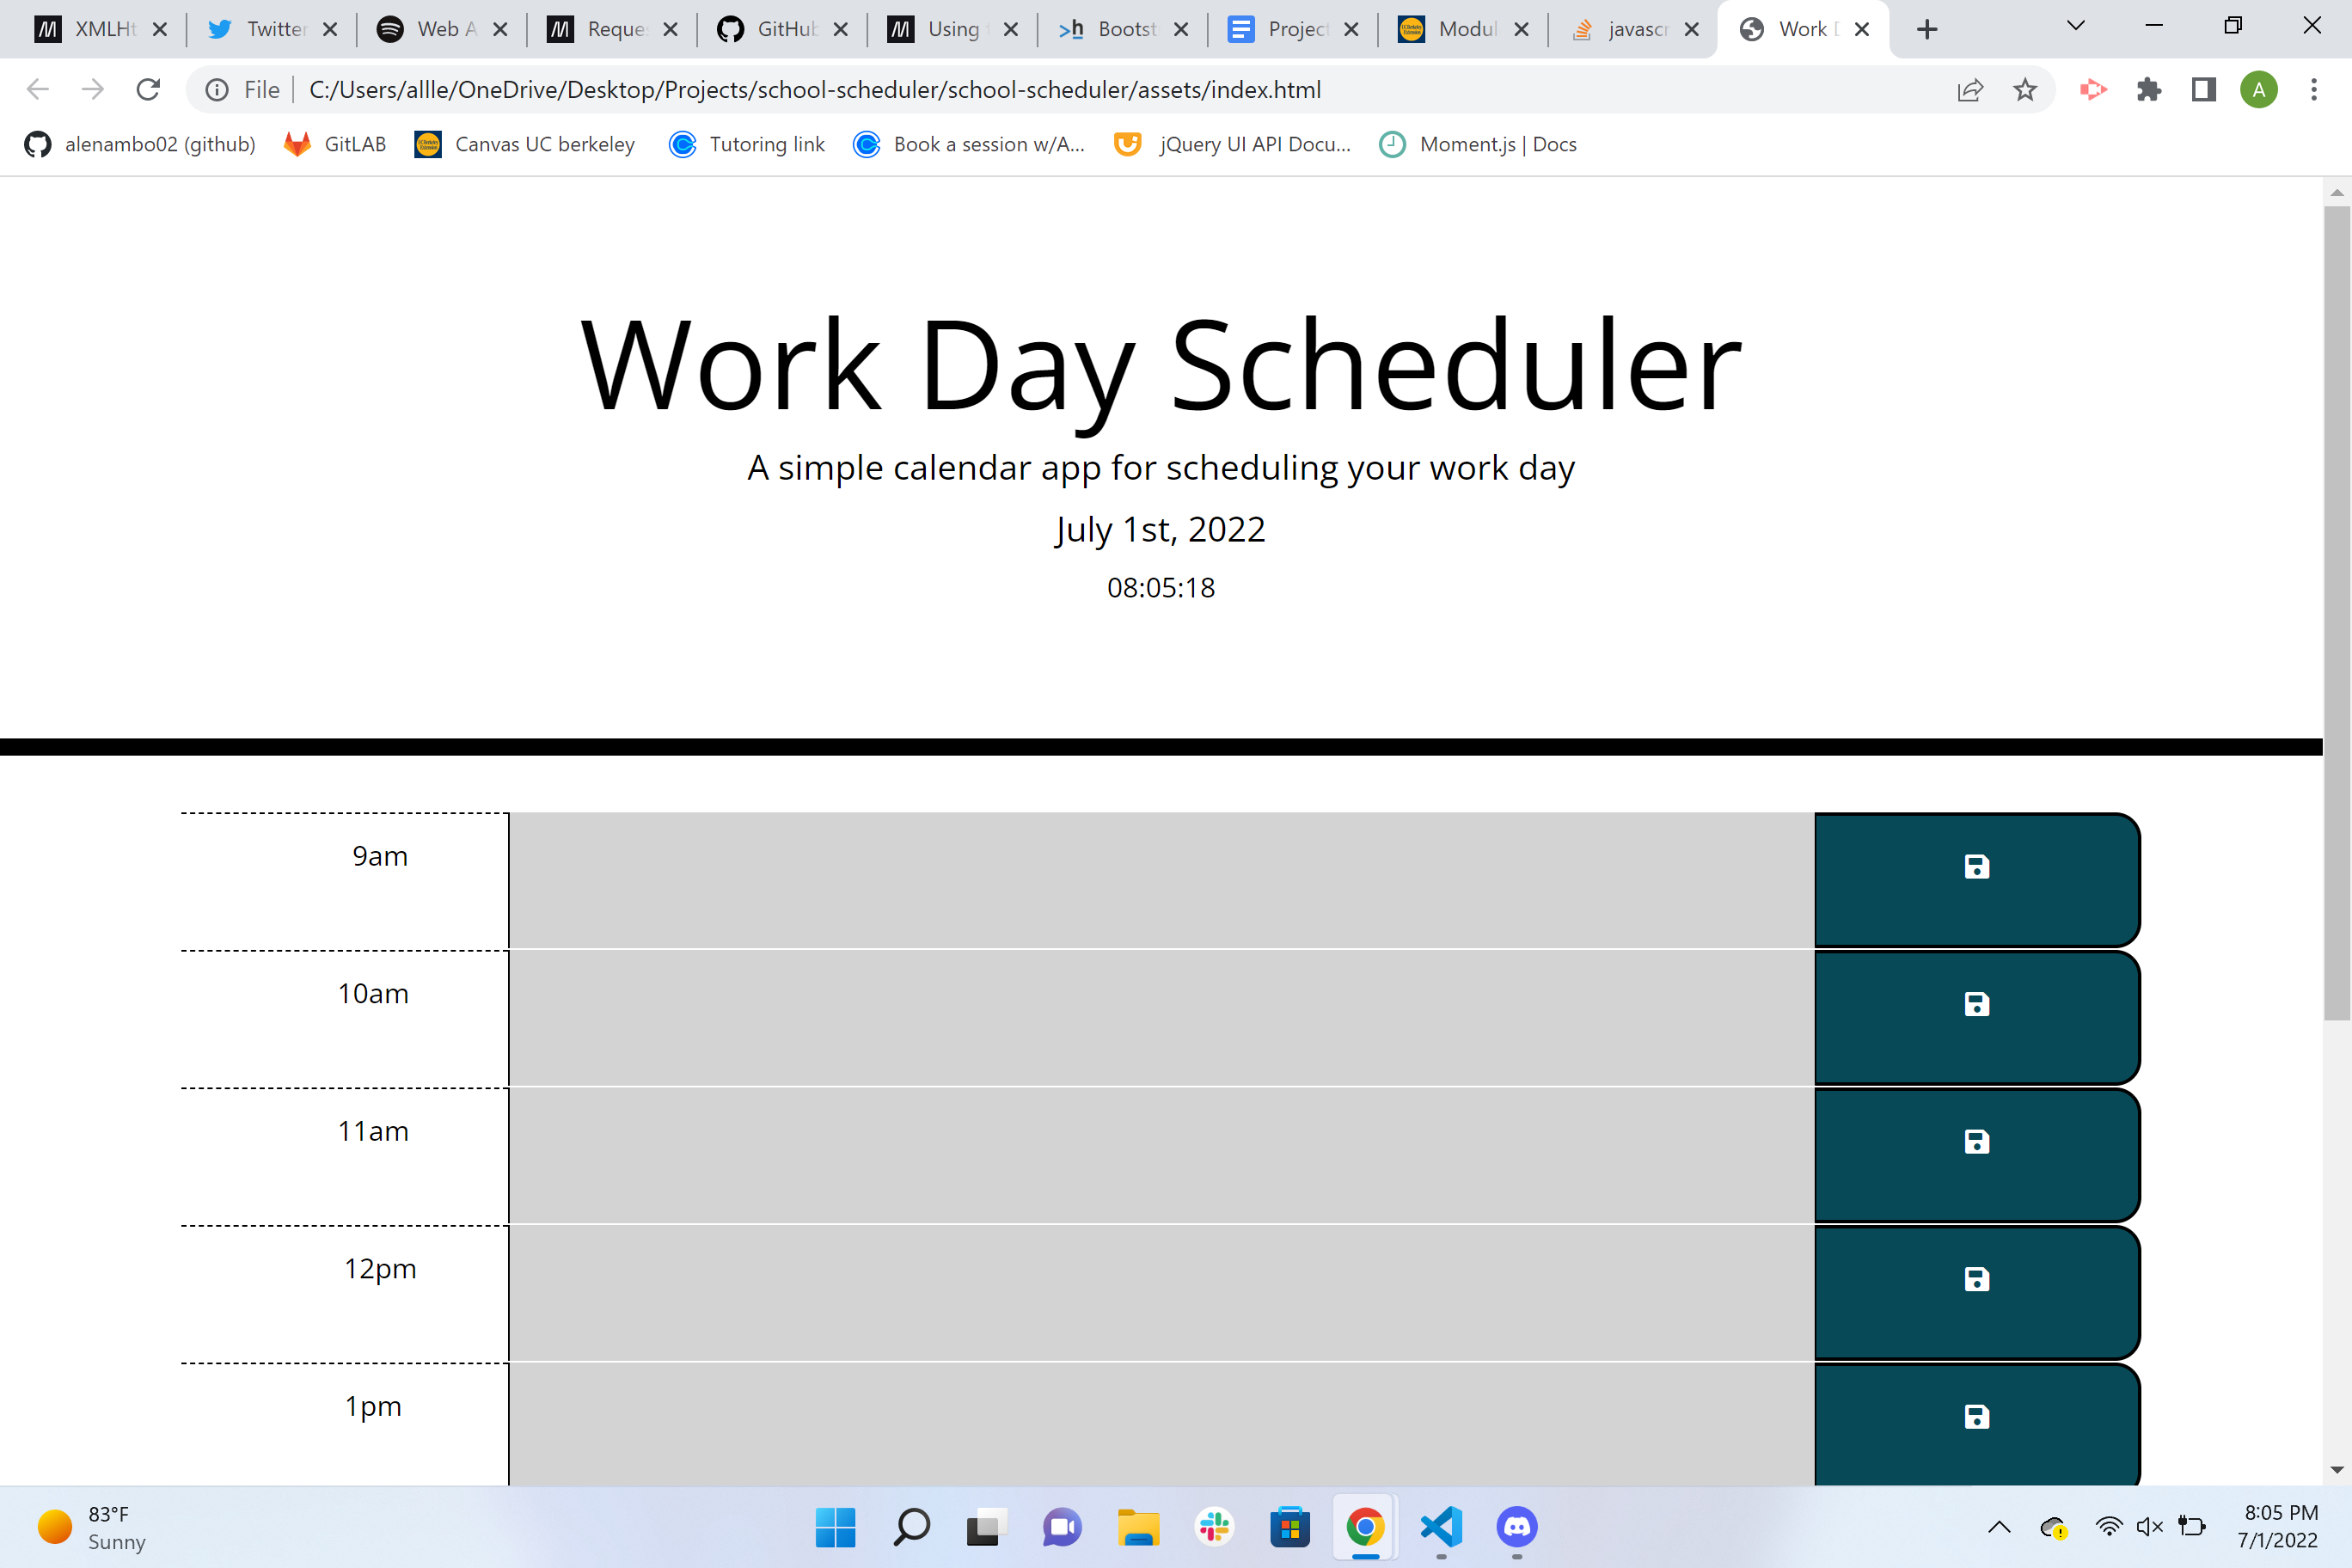 XMLHt Twitter Web A Reque GitHub Using Bootst Project Modul javascr Work D
File C:/Users/allle/OneDrive/Desktop/Projects/school-scheduler/school-scheduler/assets/index.html A
alenambo02 (github) GitLAB Canvas UC berkeley Tutoring link Book a session w/A... jQuery UI API Docu... Moment.js | Docs
Work Day Scheduler
A simple calendar app for scheduling your work day
July 1st, 2022
08:05:18
9am
10am
11am
12pm
1pm
83°F
Sunny
8:05 PM
7/1/2022